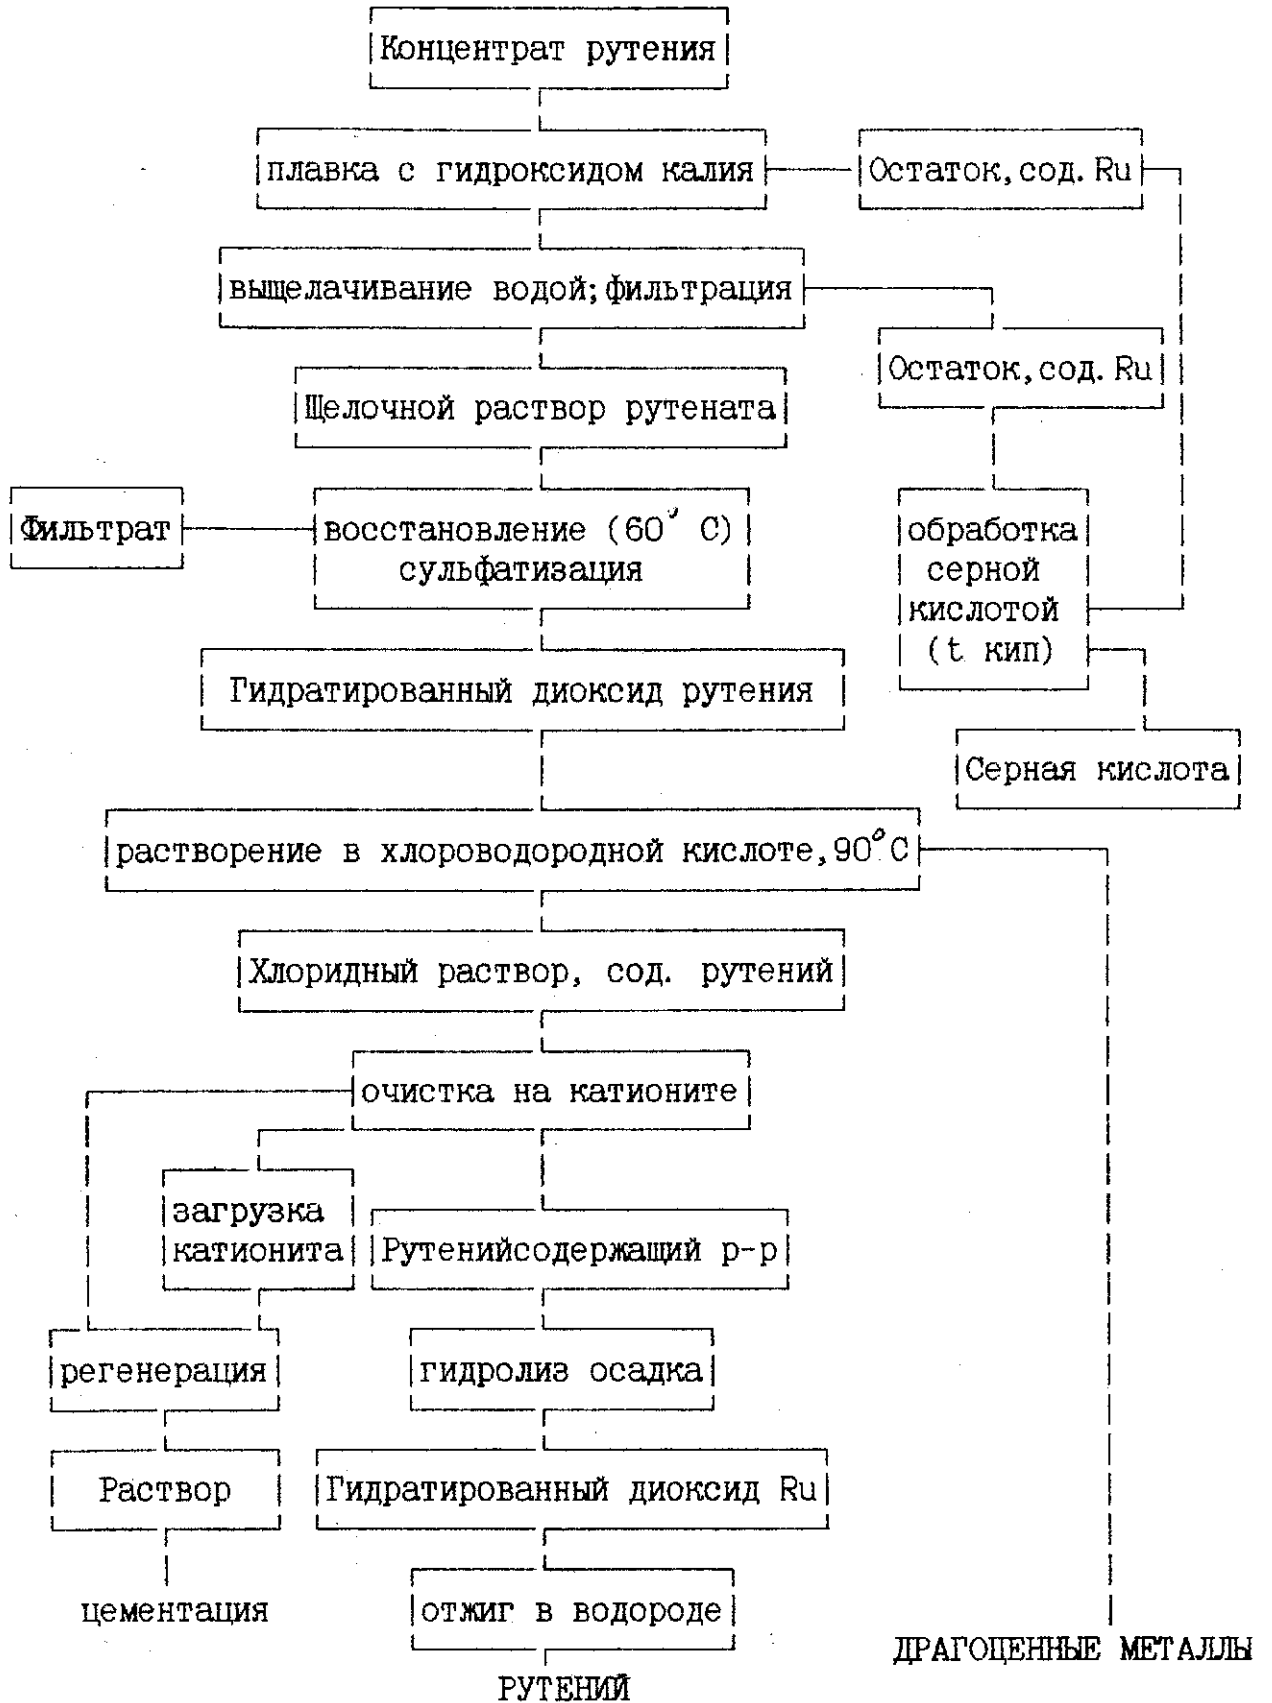 Концентрат рутения
плавка с гидроксидом калия
Остаток, сод. Ru
выщелачивание водой; фильтрация
Остаток, сод. Ru
Щелочной раствор рутената
Фильтрат
восстановление (60° C)
сульфатизация
обработка
серной
кислотой
(t кип)
Гидратированный диоксид рутения
Серная кислота
растворение в хлороводородной кислоте, 90°C
Хлоридный раствор, сод. рутений
очистка на катионите
загрузка
катионита
Рутенийсодержащий р-р
регенерация
гидролиз осадка
Раствор
Гидратированный диоксид Ru
цементация
отжиг в водороде
ДРАГОЦЕННЫЕ МЕТАЛЛЫ
РУТЕНИЙ